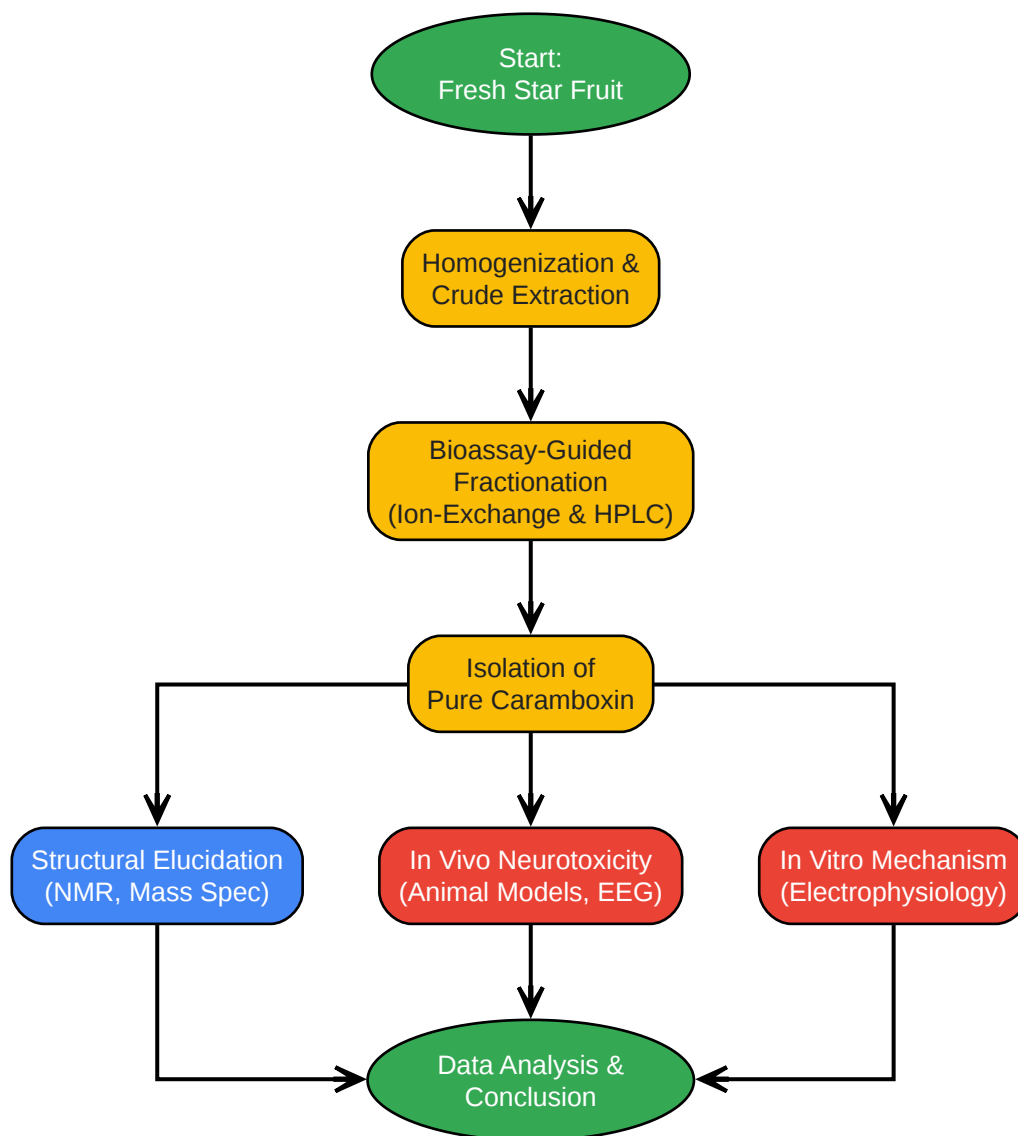 Start:
Fresh Star Fruit
Homogenization &
Crude Extraction
Bioassay-Guided
Fractionation
(Ion-Exchange & HPLC)
Isolation of
Pure Caramboxin
Structural Elucidation
(NMR, Mass Spec)
In Vivo Neurotoxicity
(Animal Models, EEG)
In Vitro Mechanism
(Electrophysiology)
Data Analysis &
Conclusion